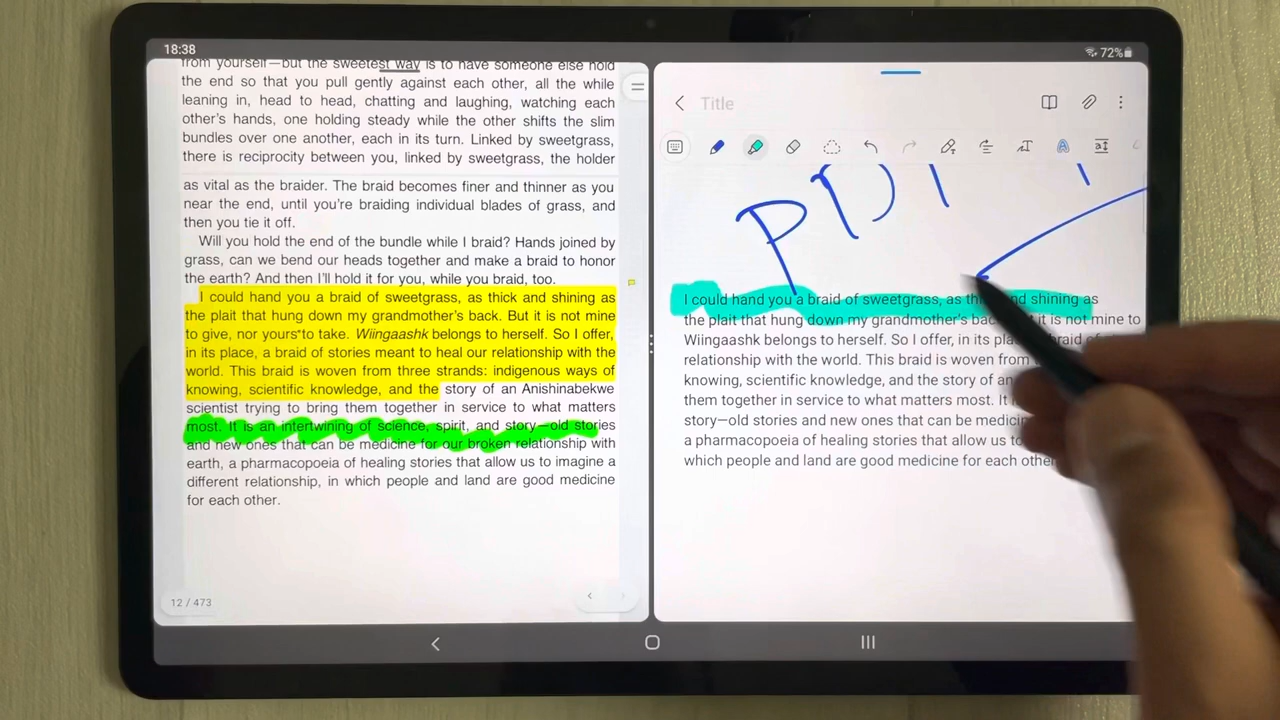 18:38
72%
from yourself—but the sweetest way is to have someone else hold
the end so that you pull gently against each other, all the while
leaning in, head to head, chatting and laughing, watching each
other's hands, one holding steady while the other shifts the slim
bundles over one another, each in its turn. Linked by sweetgrass,
there is reciprocity between you, linked by sweetgrass, the holder
as vital as the braider. The braid becomes finer and thinner as you
near the end, until you're braiding individual blades of grass, and
then you tie it off.
Will you hold the end of the bundle while I braid? Hands joined by
grass, can we bend our heads together and make a braid to honor
the earth? And then I'll hold it for you, while you braid, too.
I could hand you a braid of sweetgrass, as thick and shining as
the plait that hung down my grandmother's back. But it is not mine
to give, nor yours to take. Wiingaashk belongs to herself. So I offer,
in its place, a braid of stories meant to heal our relationship with the
world. This braid is woven from three strands: indigenous ways of
knowing, scientific knowledge, and the story of an Anishinabekwe
scientist trying to bring them together in service to what matters
most. It is an intertwining of science, spirit, and story—old stories
and new ones that can be medicine for our broken relationship with
earth, a pharmacopoeia of healing stories that allow us to imagine a
different relationship, in which people and land are good medicine
for each other.
12 / 473
Title
I could hand you a braid of sweetgrass, as and shining as
the plait that hung down my grandmother's it is not mine to
Wiingaashk belongs to herself. So I offer, in its braid of
relationship with the world. This braid is woven from
knowing, scientific knowledge, and the story of an
them together in service to what matters most. It
story—old stories and new ones that can be
a pharmacopoeia of healing stories that allow us to
which people and land are good medicine for each other